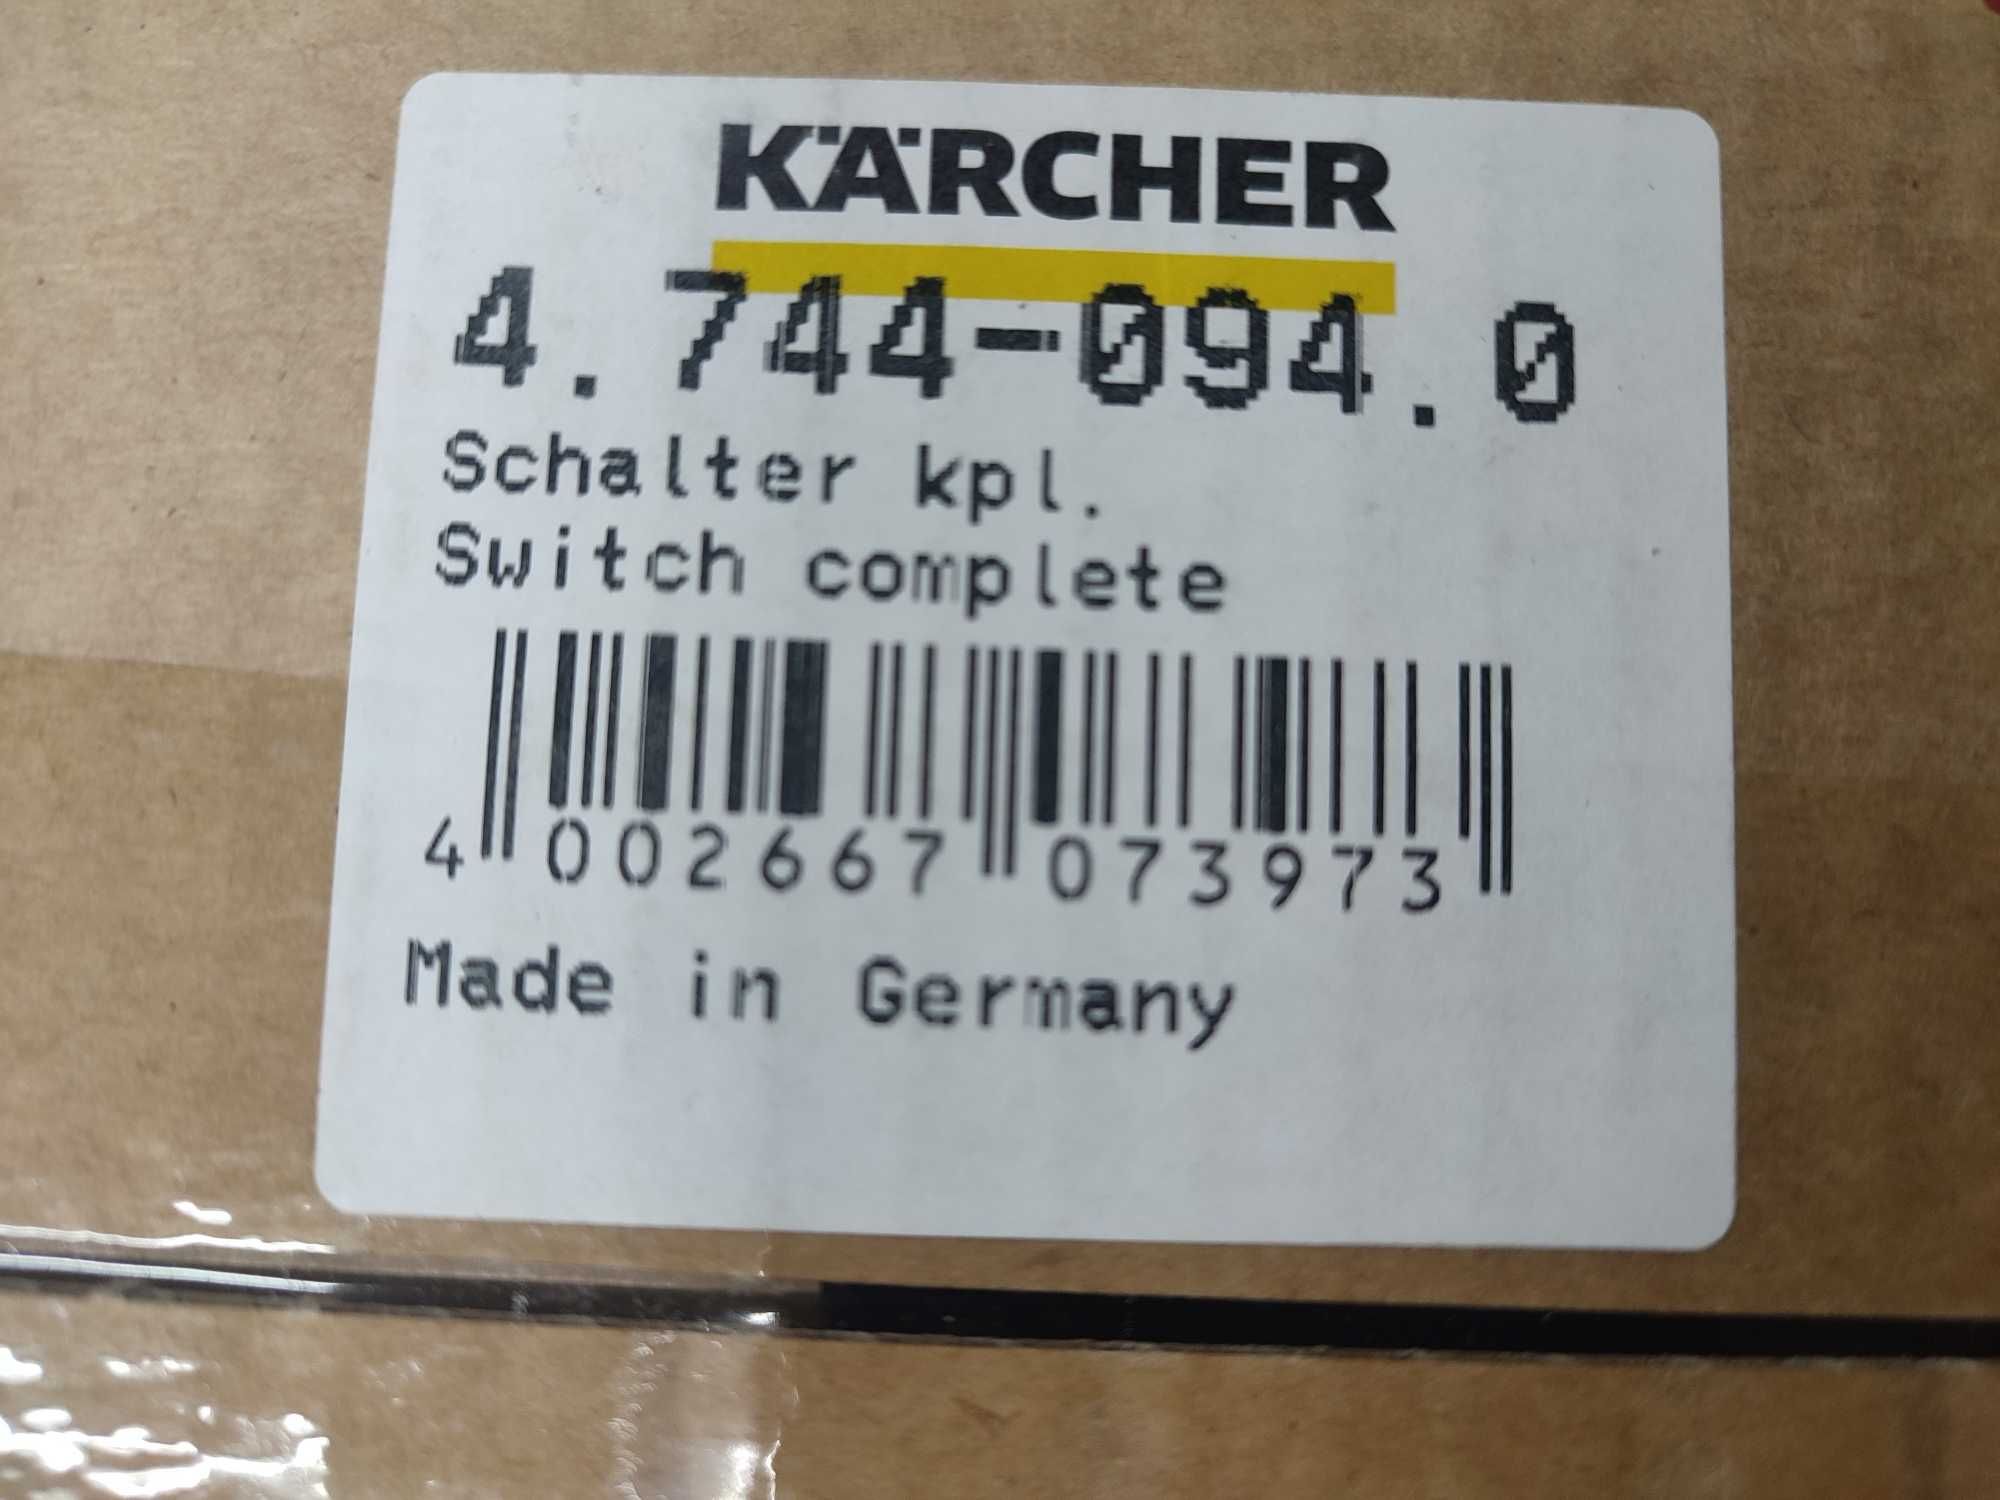 KÄRCHER
4.744-094.0
Schalter kpl.
Switch complete
4 002667 073973
Made in Germany